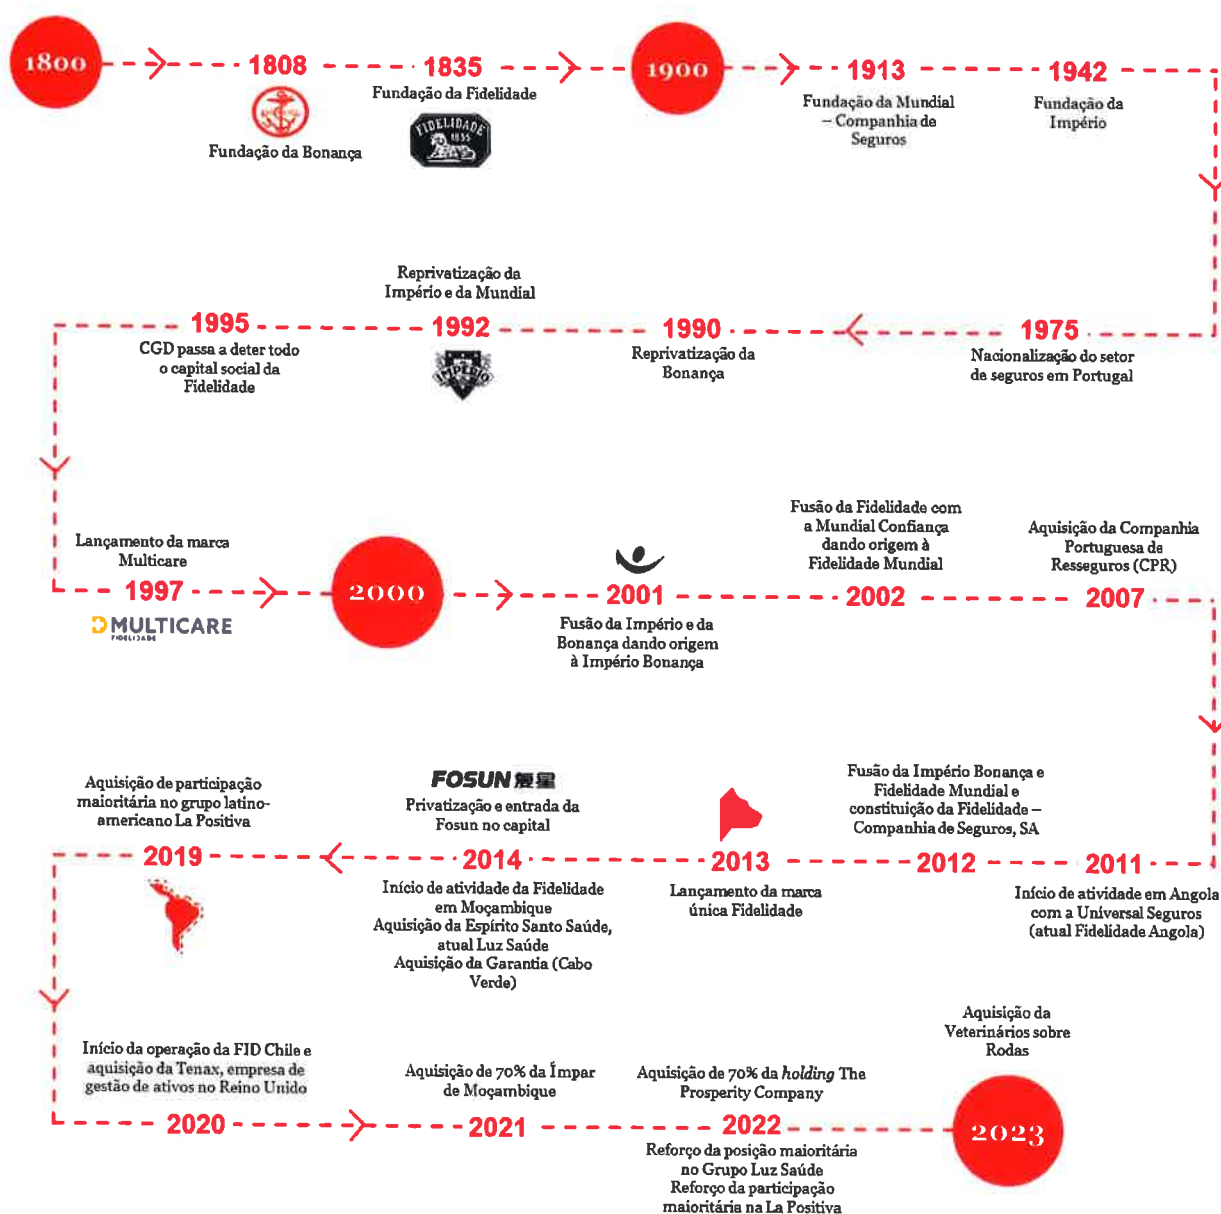 1800
1808
Fundação da Bonança
1835
Fundação da Fidelidade
FIDELIDADE
1835
1900
1913
Fundação da Mundial
– Companhia de
Seguros
1942
Fundação da
Império
1975
Nacionalização do setor
de seguros em Portugal
1990
Reprivatização da
Bonança
Reprivatização da
Império e da Mundial
1992
IMPÉRIO
1995
CGD passa a deter todo
o capital social da
Fidelidade
Lançamento da marca
Multicare
1997
MULTICARE
FIDELIDADE
2000
2001
Fusão da Império e da
Bonança dando origem
à Império Bonança
Fusão da Fidelidade com
a Mundial Confiança
dando origem à
Fidelidade Mundial
2002
Aquisição da Companhia
Portuguesa de
Resseguros (CPR)
2007
2011
Início de atividade em Angola
com a Universal Seguros
(atual Fidelidade Angola)
Fusão da Império Bonança e
Fidelidade Mundial e
constituição da Fidelidade –
Companhia de Seguros, SA
2012
2013
Lançamento da marca
única Fidelidade
FOSUN 复星
Privatização e entrada da
Fosun no capital
2014
Início de atividade da Fidelidade
em Moçambique
Aquisição da Espírito Santo Saúde,
atual Luz Saúde
Aquisição da Garantia (Cabo
Verde)
Aquisição de participação
maioritária no grupo latino-
americano La Positiva
2019
Início da operação da FID Chile e
aquisição da Tenax, empresa de
gestão de ativos no Reino Unido
2020
Aquisição de 70% da Ímpar
de Moçambique
2021
Aquisição de 70% da holding The
Prosperity Company
2022
Reforço da posição maioritária
no Grupo Luz Saúde
Reforço da participação
maioritária na La Positiva
Aquisição da
Veterinários sobre
Rodas
2023